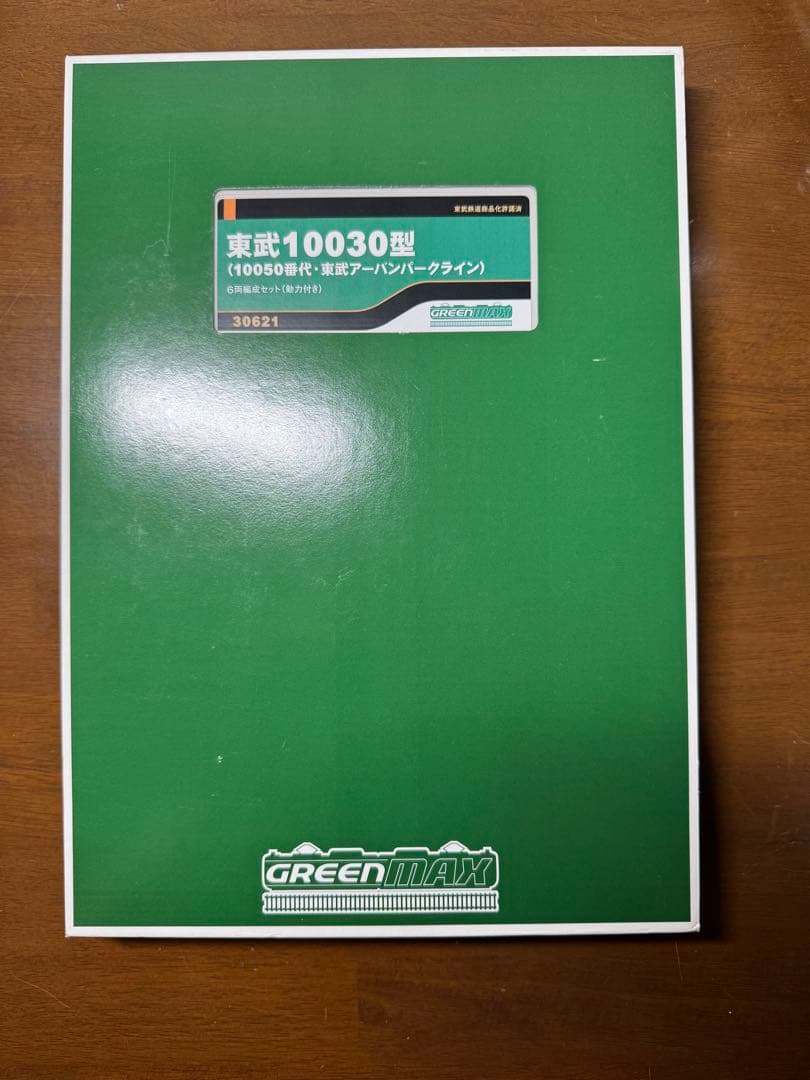 東武鉄道商品化許諾済
東武10030型
(10050番代・東武アーバンパークライン)
6両編成セット(動力付き)
30621
GREENMAX
GREENMAX